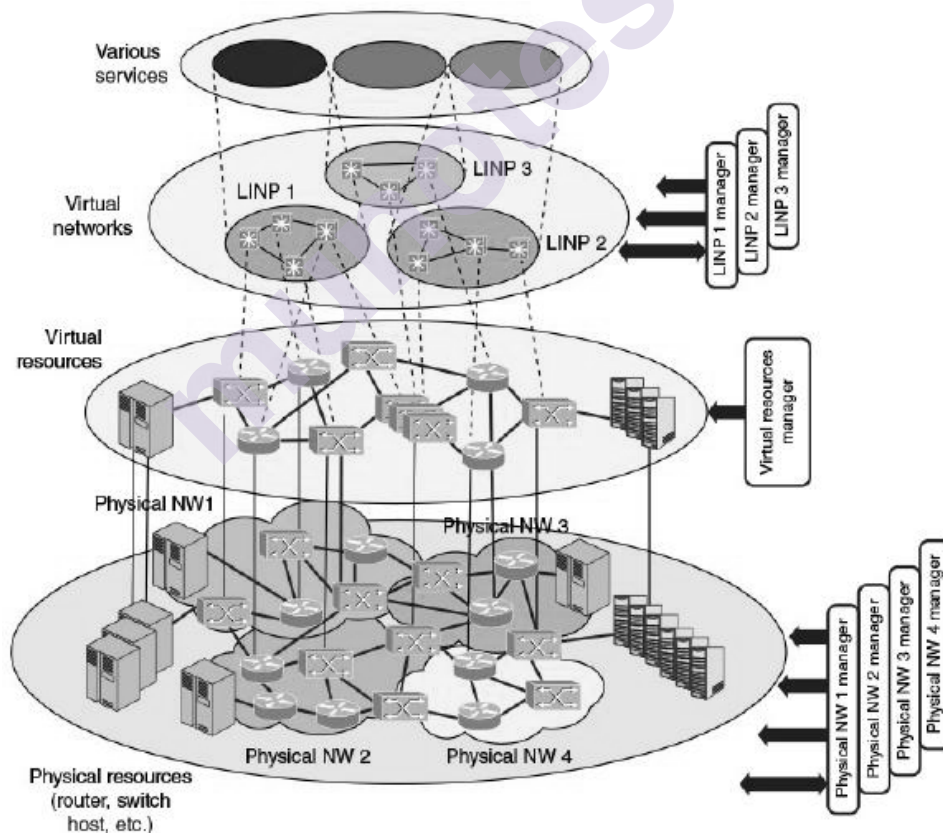 Various
services
LINP 3
LINP 1
Virtual
networks
LINP 2
LINP 1 manager
LINP 2 manager
LINP 3 manager
Virtual
resources
Virtual resources
manager
Physical NW1
Physical NW 3
Physical NW 2
Physical NW 4
Physical NW 1 manager
Physical NW 2 manager
Physical NW 3 manager
Physical NW 4 manager
Physical resources
(router, switch
host, etc.)
munotes